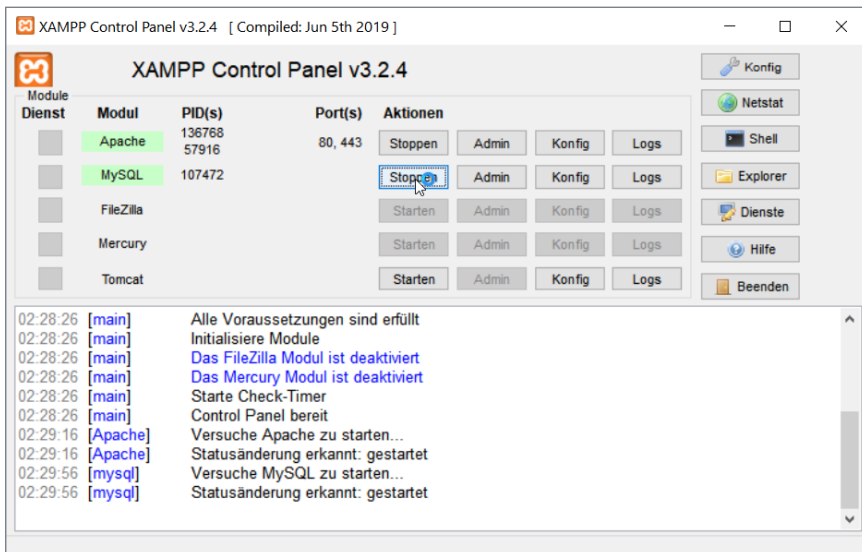 XAMPP Control Panel v3.2.4 [ Compiled: Jun 5th 2019 ]
XAMPP Control Panel v3.2.4
Konfig
Module
Dienst Modul PID(s) Port(s) Aktionen
Netstat
Apache 136768 57916 80, 443 Stoppen Admin Konfig Logs
Shell
MySQL 107472 Stoppen Admin Konfig Logs
Explorer
FileZilla Starten Admin Konfig Logs
Dienste
Mercury Starten Admin Konfig Logs
Hilfe
Tomcat Starten Admin Konfig Logs
Beenden
02:28:26 [main] Alle Voraussetzungen sind erfüllt
02:28:26 [main] Initialisiere Module
02:28:26 [main] Das FileZilla Modul ist deaktiviert
02:28:26 [main] Das Mercury Modul ist deaktiviert
02:28:26 [main] Starte Check-Timer
02:28:26 [main] Control Panel bereit
02:29:16 [Apache] Versuche Apache zu starten...
02:29:16 [Apache] Statusänderung erkannt: gestartet
02:29:56 [mysql] Versuche MySQL zu starten...
02:29:56 [mysql] Statusänderung erkannt: gestartet